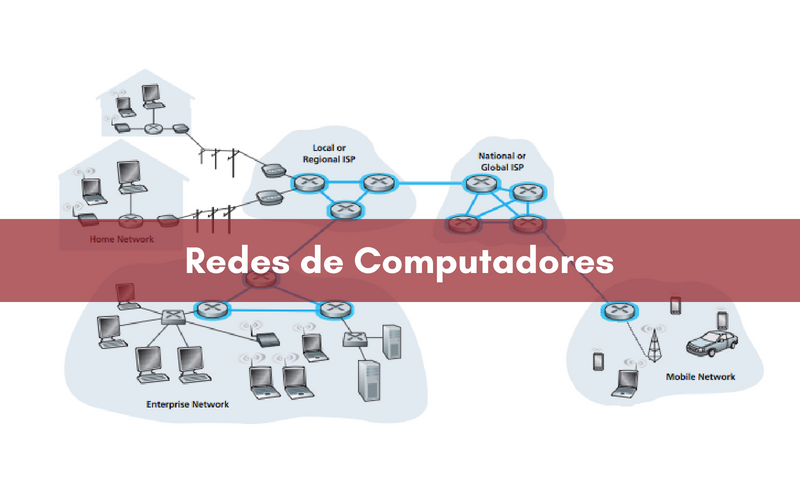 Local or
Regional ISP
National or
Global ISP
Home Network
Redes de Computadores
Enterprise Network
Mobile Network